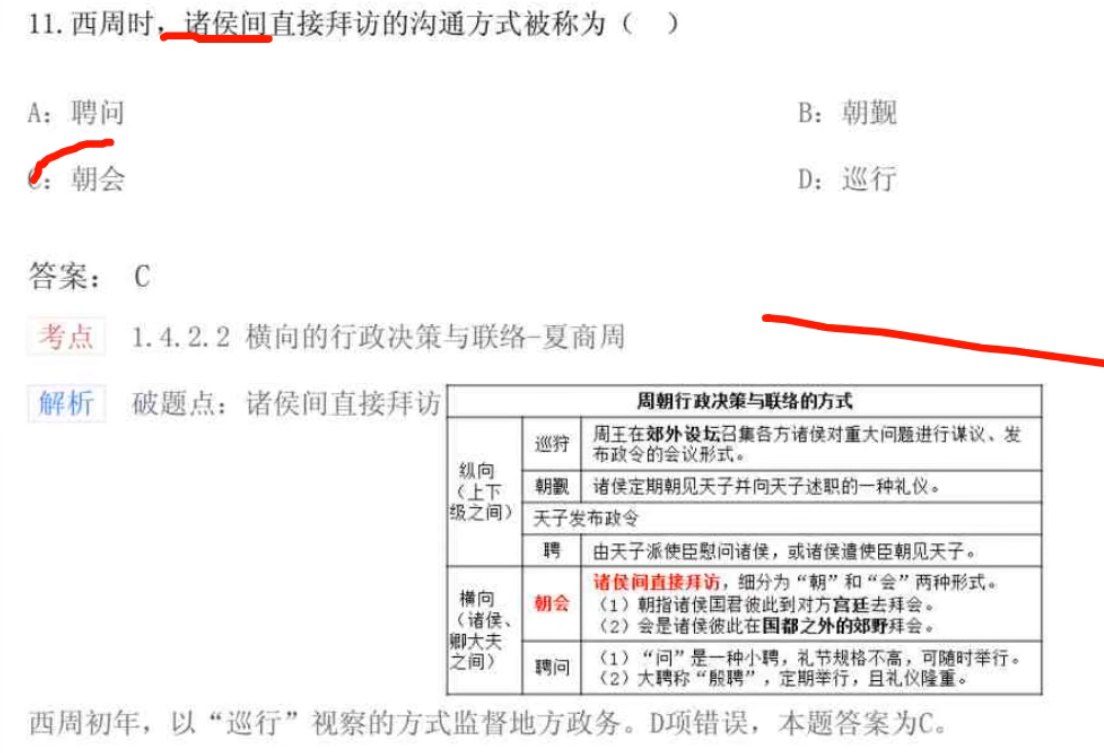 11. 西周时，诸侯间直接拜访的沟通方式被称为（　）
A：聘问
B：朝觐
C：朝会
D：巡行
答案： C
考点 1.4.2.2 横向的行政决策与联络-夏商周
解析 破题点：诸侯间直接拜访
周朝行政决策与联络的方式
纵向
（上下
级之间）
巡狩
周王在郊外设坛召集各方诸侯对重大问题进行谋议、发
布政令的会议形式。
朝觐
诸侯定期朝见天子并向天子述职的一种礼仪。
天子发布政令
聘
由天子派使臣慰问诸侯，或诸侯遣使臣朝见天子。
横向
（诸侯、
卿大夫
之间）
朝会
诸侯间直接拜访，细分为“朝”和“会”两种形式。
（1）朝指诸侯国君彼此到对方宫廷去拜会。
（2）会是诸侯彼此在国都之外的郊野拜会。
聘问
（1）“问”是一种小聘，礼节规格不高，可随时举行。
（2）大聘称“殷聘”，定期举行，且礼仪隆重。
西周初年，以“巡行”视察的方式监督地方政务。D项错误，本题答案为C。